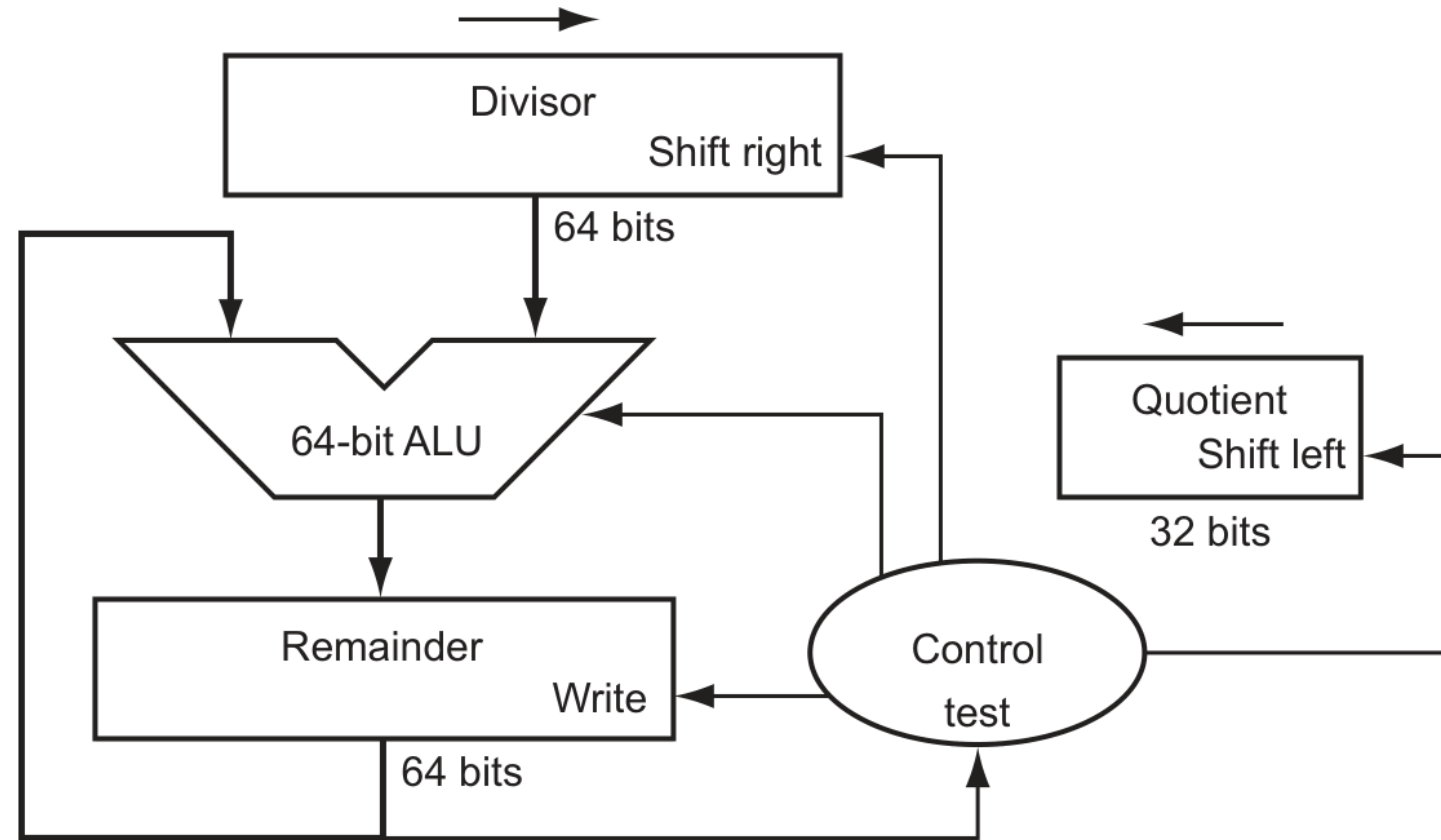 Divisor
Shift right
64 bits
64-bit ALU
Quotient
Shift left
32 bits
Remainder
Write
64 bits
Control
test